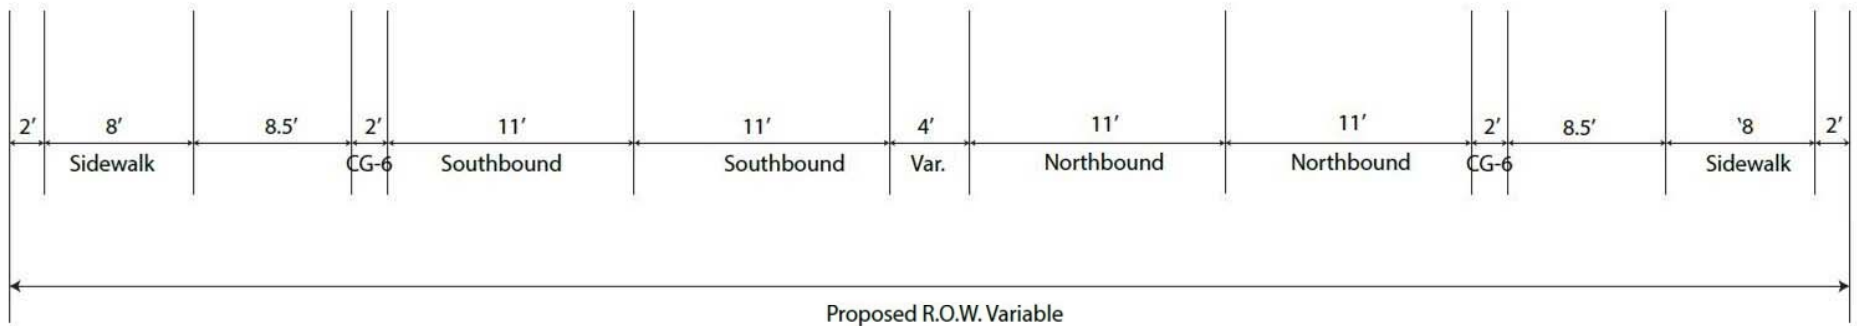 2′ 8′ 8.5′ 2′ 11′ 11′ 4′ 11′ 11′ 2′ 8.5′ ‵8 2′
Sidewalk CG-6 Southbound Southbound Var. Northbound Northbound CG-6 Sidewalk
Proposed R.O.W. Variable